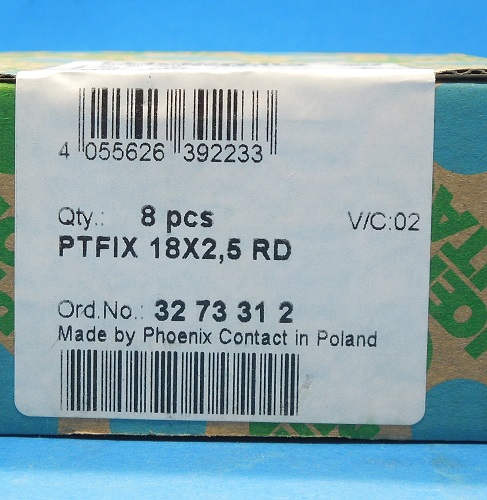 4 055626 392233
Qty.: 8 pcs V/C:02
PTFIX 18X2,5 RD
Ord.No.: 32 73 31 2
Made by Phoenix Contact in Poland